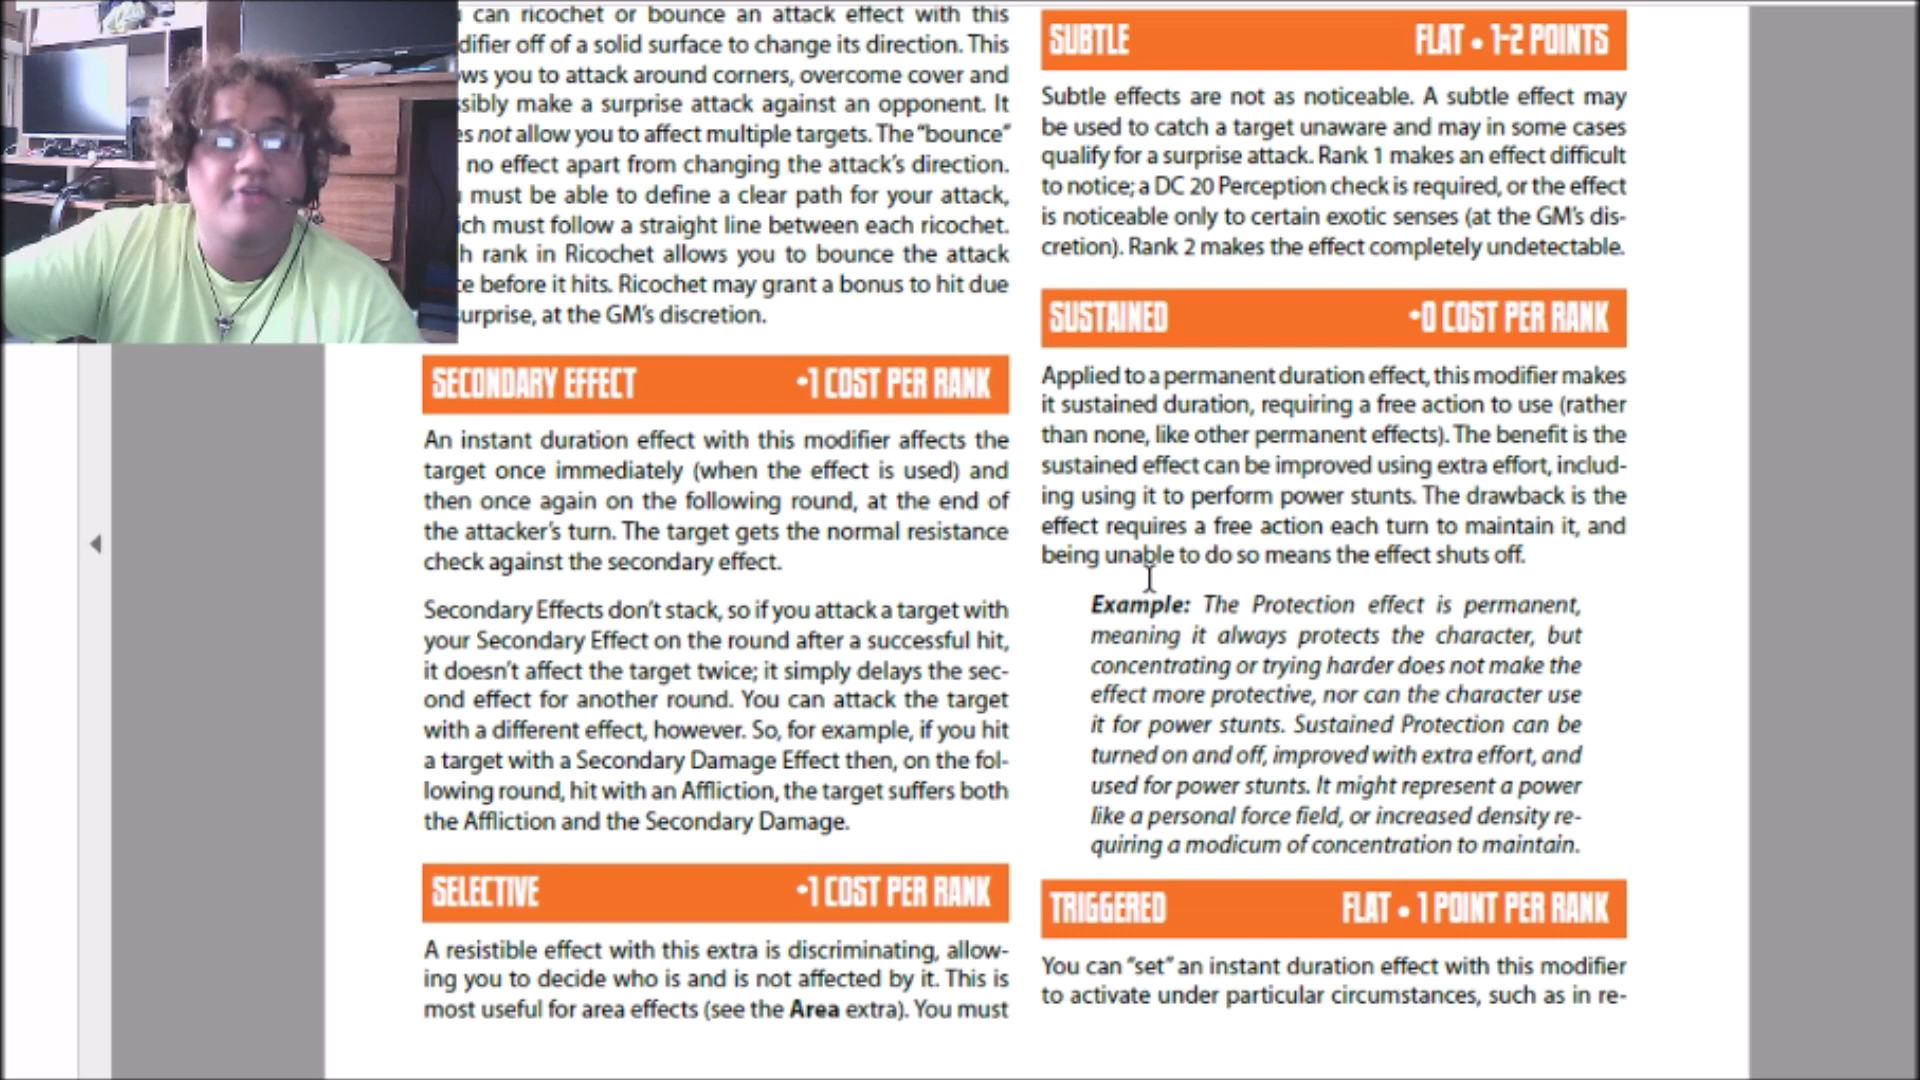 can ricochet or bounce an attack effect with this
difier off of a solid surface to change its direction. This
ws you to attack around corners, overcome cover and
ssibly make a surprise attack against an opponent. It
es not allow you to affect multiple targets. The “bounce”
no effect apart from changing the attack’s direction.
must be able to define a clear path for your attack,
ich must follow a straight line between each ricochet.
h rank in Ricochet allows you to bounce the attack
ce before it hits. Ricochet may grant a bonus to hit due
surprise, at the GM’s discretion.
SECONDARY EFFECT •1 COST PER RANK
An instant duration effect with this modifier affects the
target once immediately (when the effect is used) and
then once again on the following round, at the end of
the attacker’s turn. The target gets the normal resistance
check against the secondary effect.
Secondary Effects don’t stack, so if you attack a target with
your Secondary Effect on the round after a successful hit,
it doesn’t affect the target twice; it simply delays the sec-
ond effect for another round. You can attack the target
with a different effect, however. So, for example, if you hit
a target with a Secondary Damage Effect then, on the fol-
lowing round, hit with an Affliction, the target suffers both
the Affliction and the Secondary Damage.
SELECTIVE •1 COST PER RANK
A resistible effect with this extra is discriminating, allow-
ing you to decide who is and is not affected by it. This is
most useful for area effects (see the Area extra). You must
SUBTLE FLAT • 1-2 POINTS
Subtle effects are not as noticeable. A subtle effect may
be used to catch a target unaware and may in some cases
qualify for a surprise attack. Rank 1 makes an effect difficult
to notice; a DC 20 Perception check is required, or the effect
is noticeable only to certain exotic senses (at the GM’s dis-
cretion). Rank 2 makes the effect completely undetectable.
SUSTAINED •0 COST PER RANK
Applied to a permanent duration effect, this modifier makes
it sustained duration, requiring a free action to use (rather
than none, like other permanent effects). The benefit is the
sustained effect can be improved using extra effort, includ-
ing using it to perform power stunts. The drawback is the
effect requires a free action each turn to maintain it, and
being unable to do so means the effect shuts off.
Example: The Protection effect is permanent,
meaning it always protects the character, but
concentrating or trying harder does not make the
effect more protective, nor can the character use
it for power stunts. Sustained Protection can be
turned on and off, improved with extra effort, and
used for power stunts. It might represent a power
like a personal force field, or increased density re-
quiring a modicum of concentration to maintain.
TRIGGERED FLAT • 1 POINT PER RANK
You can “set” an instant duration effect with this modifier
to activate under particular circumstances, such as in re-